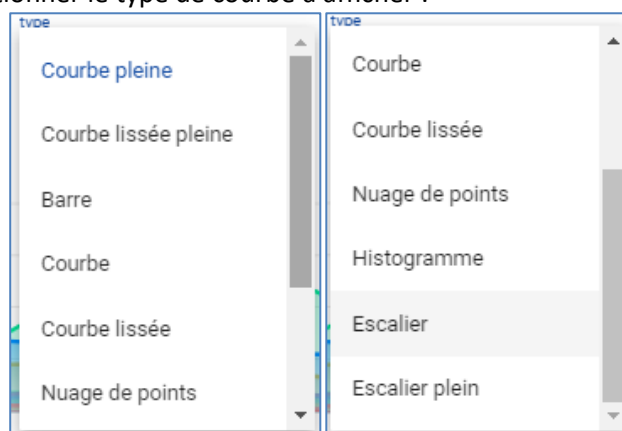 type
Courbe pleine
Courbe lissée pleine
Barre
Courbe
Courbe lissée
Nuage de points
type
Courbe
Courbe lissée
Nuage de points
Histogramme
Escalier
Escalier plein